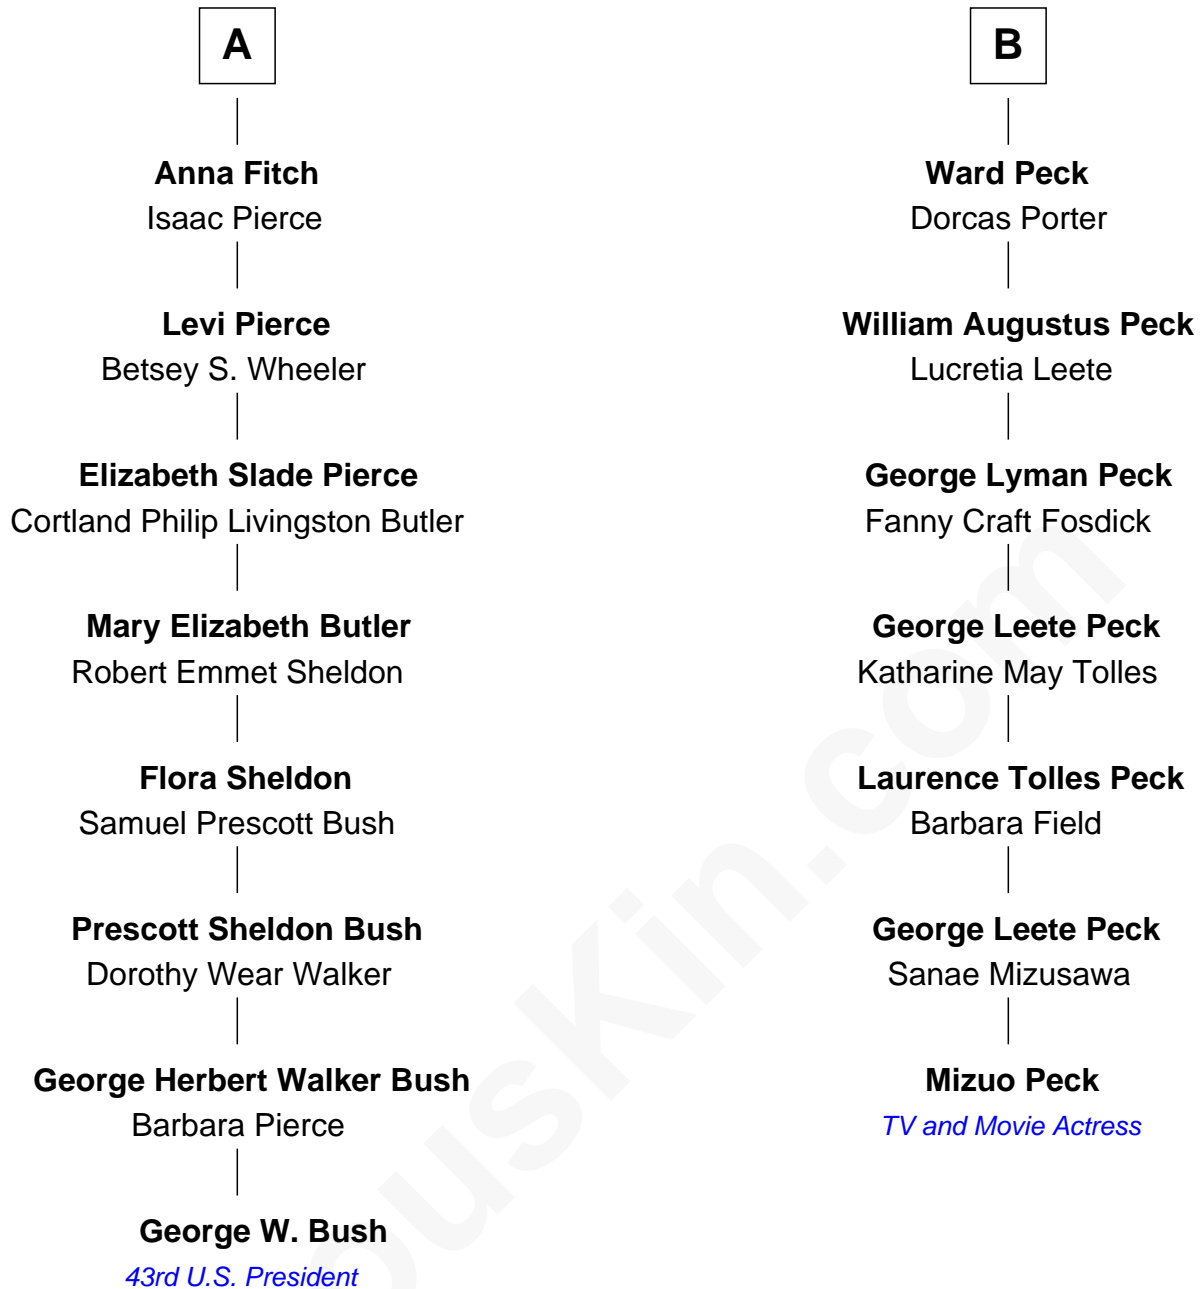 A
Anna Fitch
Isaac Pierce
Levi Pierce
Betsey S. Wheeler
Elizabeth Slade Pierce
Cortland Philip Livingston Butler
Mary Elizabeth Butler
Robert Emmet Sheldon
Flora Sheldon
Samuel Prescott Bush
Prescott Sheldon Bush
Dorothy Wear Walker
George Herbert Walker Bush
Barbara Pierce
George W. Bush
43rd U.S. President
B
Ward Peck
Dorcas Porter
William Augustus Peck
Lucretia Leete
George Lyman Peck
Fanny Craft Fosdick
George Leete Peck
Katharine May Tolles
Laurence Tolles Peck
Barbara Field
George Leete Peck
Sanae Mizusawa
Mizuo Peck
TV and Movie Actress
ousKin.com